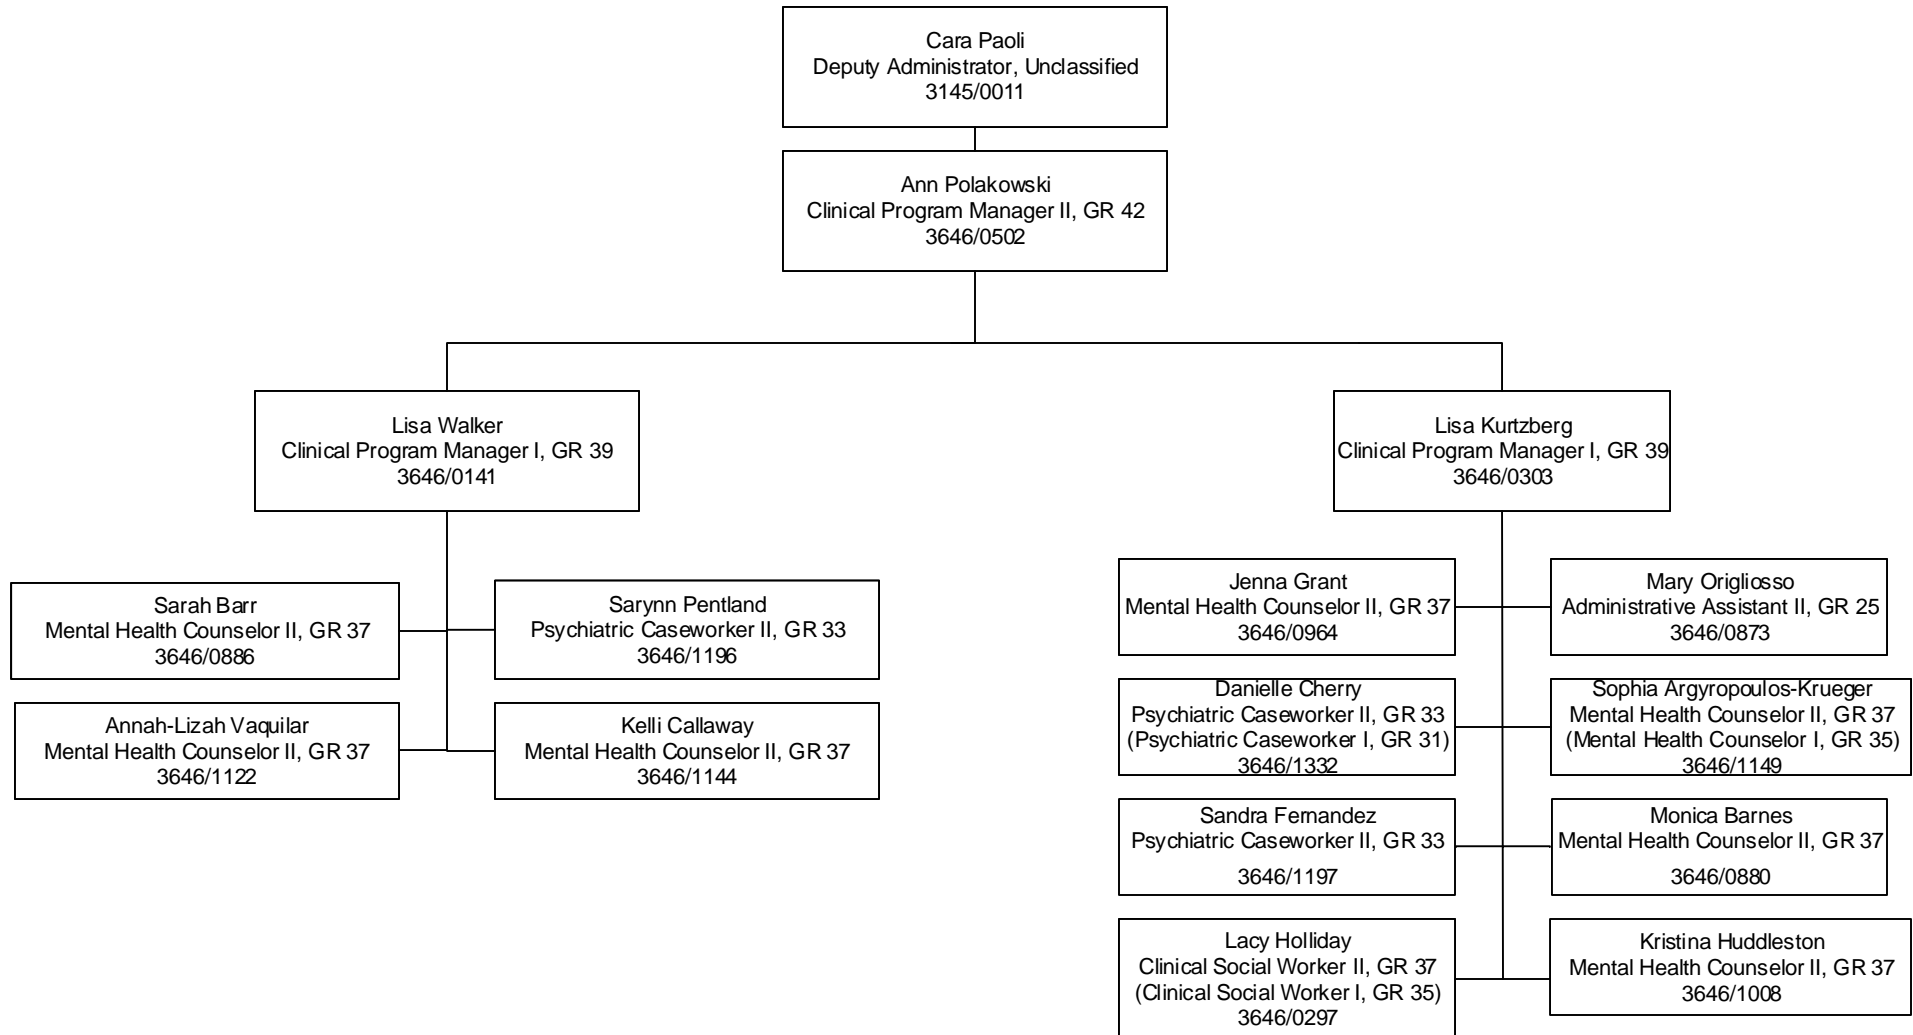 Cara Paoli
Deputy Administrator, Unclassified
3145/0011
Ann Polakowski
Clinical Program Manager II, GR 42
3646/0502
Lisa Walker
Clinical Program Manager I, GR 39
3646/0141
Lisa Kurtzberg
Clinical Program Manager I, GR 39
3646/0303
Sarah Barr
Mental Health Counselor II, GR 37
3646/0886
Sarynn Pentland
Psychiatric Caseworker II, GR 33
3646/1196
Annah-Lizah Vaquilar
Mental Health Counselor II, GR 37
3646/1122
Kelli Callaway
Mental Health Counselor II, GR 37
3646/1144
Jenna Grant
Mental Health Counselor II, GR 37
3646/0964
Mary Origliosso
Administrative Assistant II, GR 25
3646/0873
Danielle Cherry
Psychiatric Caseworker II, GR 33
(Psychiatric Caseworker I, GR 31)
3646/1332
Sophia Argyropoulos-Krueger
Mental Health Counselor II, GR 37
(Mental Health Counselor I, GR 35)
3646/1149
Sandra Fernandez
Psychiatric Caseworker II, GR 33
3646/1197
Monica Barnes
Mental Health Counselor II, GR 37
3646/0880
Lacy Holliday
Clinical Social Worker II, GR 37
(Clinical Social Worker I, GR 35)
3646/0297
Kristina Huddleston
Mental Health Counselor II, GR 37
3646/1008